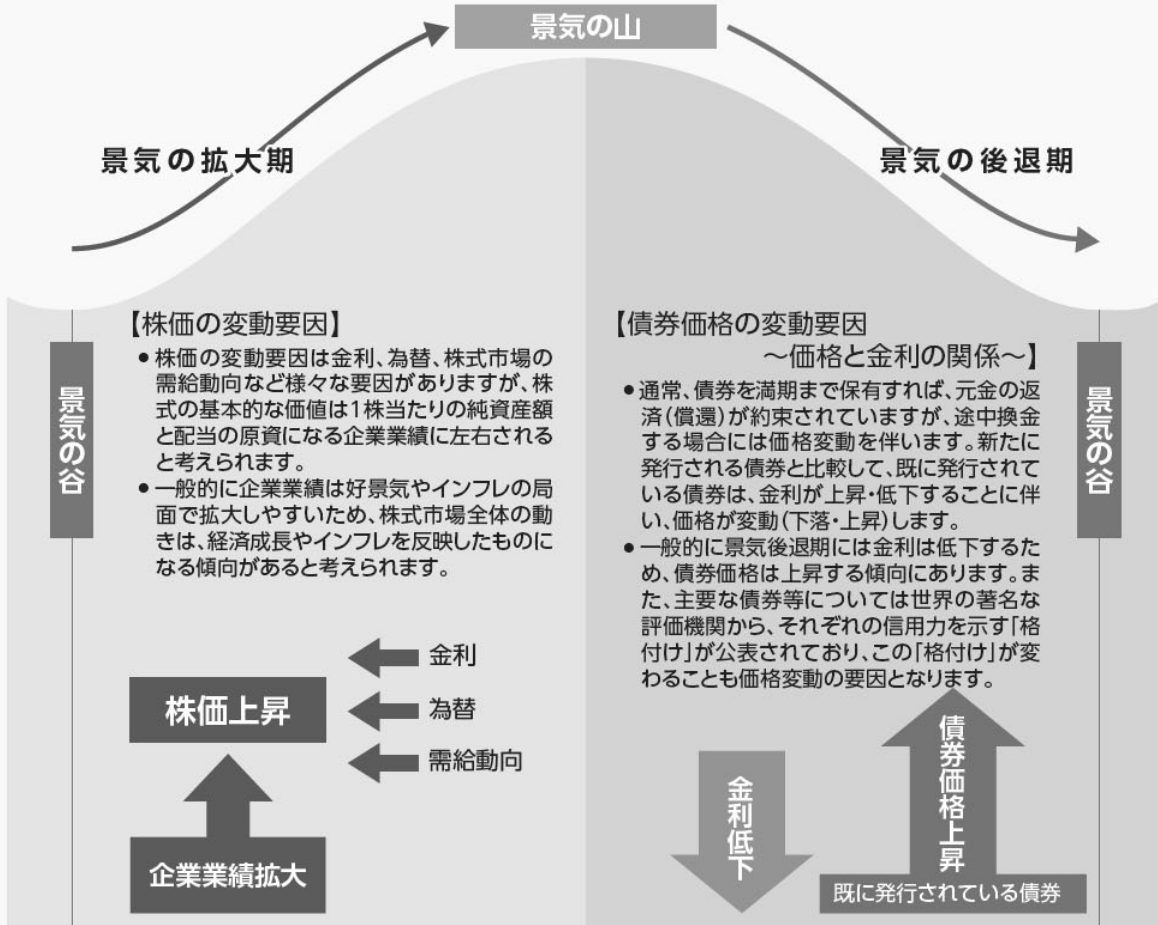 景気の山
景気の拡大期
景気の後退期
景気の谷
【株価の変動要因】
●株価の変動要因は金利、為替、株式市場の
需給動向など様々な要因がありますが、株
式の基本的な価値は1株当たりの純資産額
と配当の原資になる企業業績に左右される
と考えられます。
●一般的に企業業績は好景気やインフレの局
面で拡大しやすいため、株式市場全体の動
きは、経済成長やインフレを反映したものに
なる傾向があると考えられます。
金利
株価上昇
為替
需給動向
企業業績拡大
【債券価格の変動要因
～価格と金利の関係～】
●通常、債券を満期まで保有すれば、元金の返
済(償還)が約束されていますが、途中換金
する場合には価格変動を伴います。新たに
発行される債券と比較して、既に発行されて
いる債券は、金利が上昇・低下することに伴
い、価格が変動(下落・上昇)します。
●一般的に景気後退期には金利は低下するた
め、債券価格は上昇する傾向にあります。ま
た、主要な債券等については世界の著名な
評価機関から、それぞれの信用力を示す「格
付け」が公表されており、この「格付け」が変
わることも価格変動の要因となります。
金利低下
債券価格上昇
既に発行されている債券
景気の谷